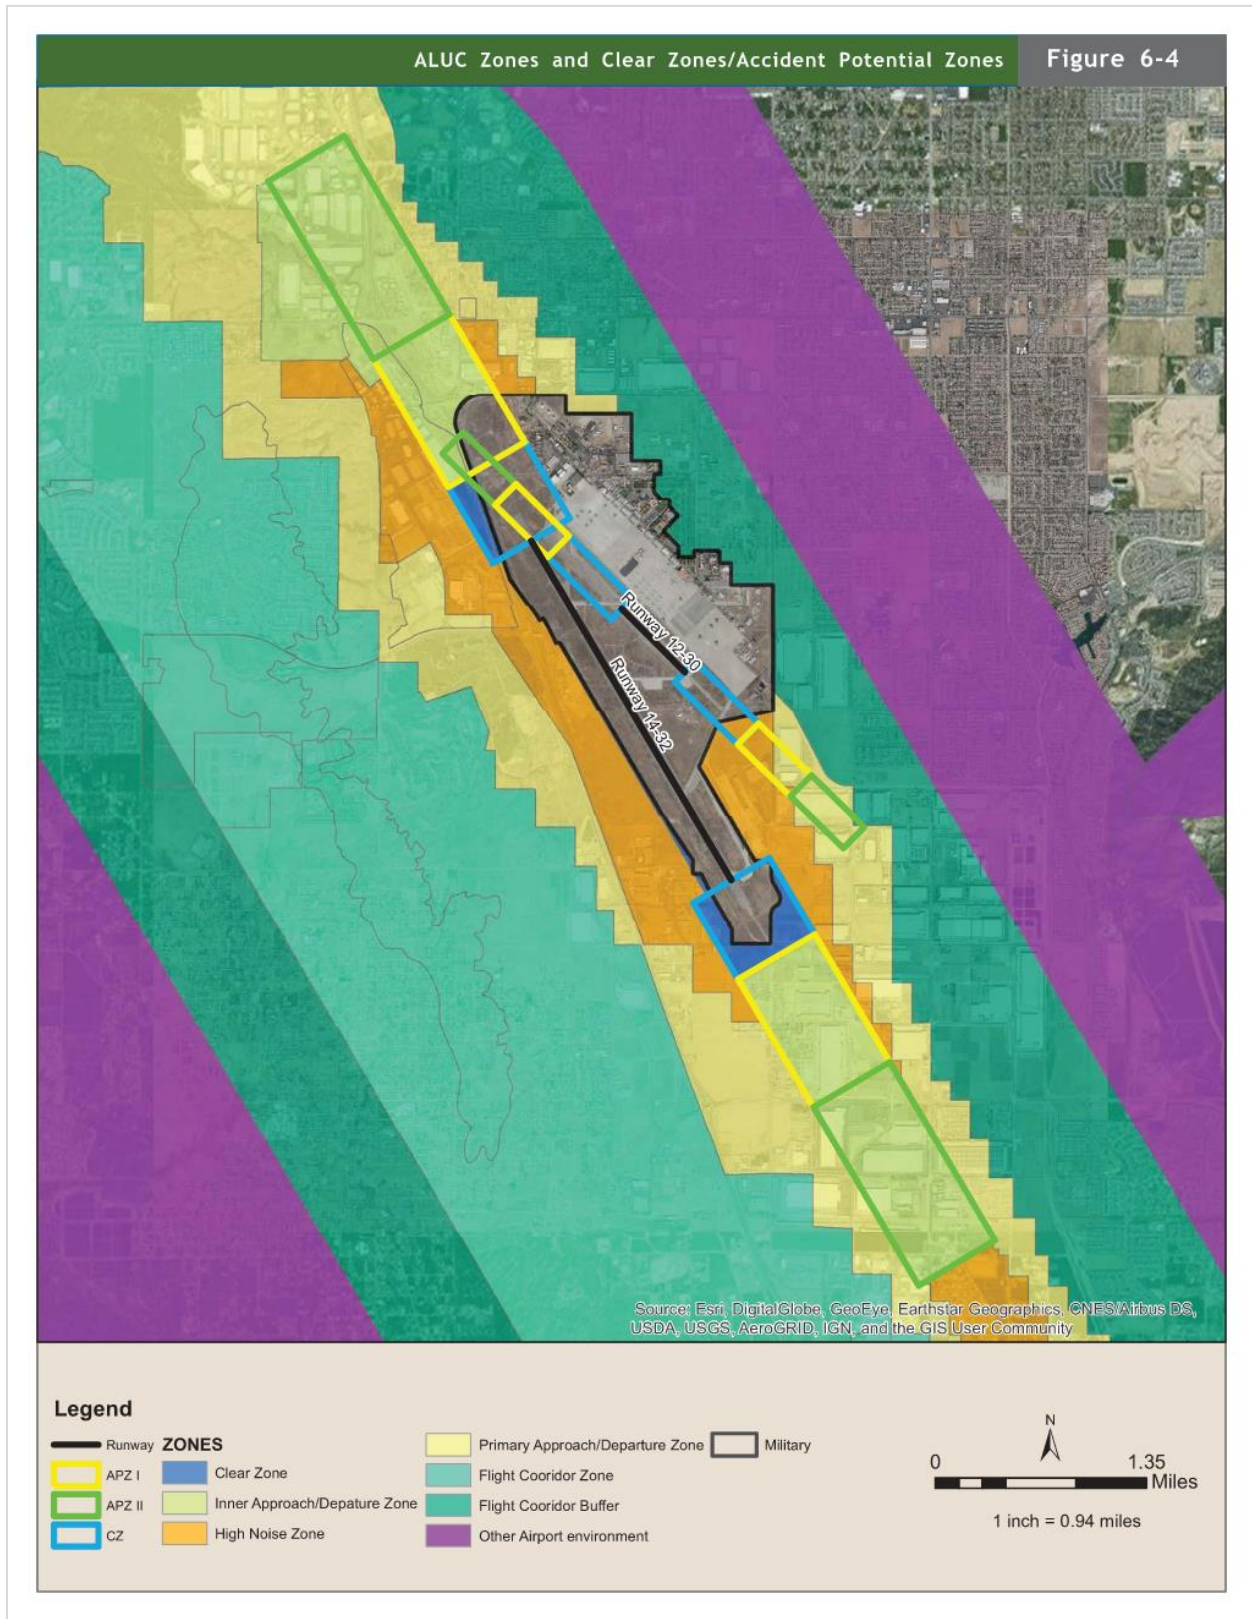 ALUC Zones and Clear Zones/Accident Potential Zones
Figure 6-4
Runway 12-30
Runway 14-32
Source: Esri, DigitalGlobe, GeoEye, Earthstar Geographics, CNES/Airbus DS,
USDA, USGS, AeroGRID, IGN, and the GIS User Community
Legend
Runway
APZ I
APZ II
CZ
ZONES
Clear Zone
Inner Approach/Depature Zone
High Noise Zone
Primary Approach/Departure Zone
Flight Cooridor Zone
Flight Cooridor Buffer
Other Airport environment
Military
N
0 1.35
Miles
1 inch = 0.94 miles